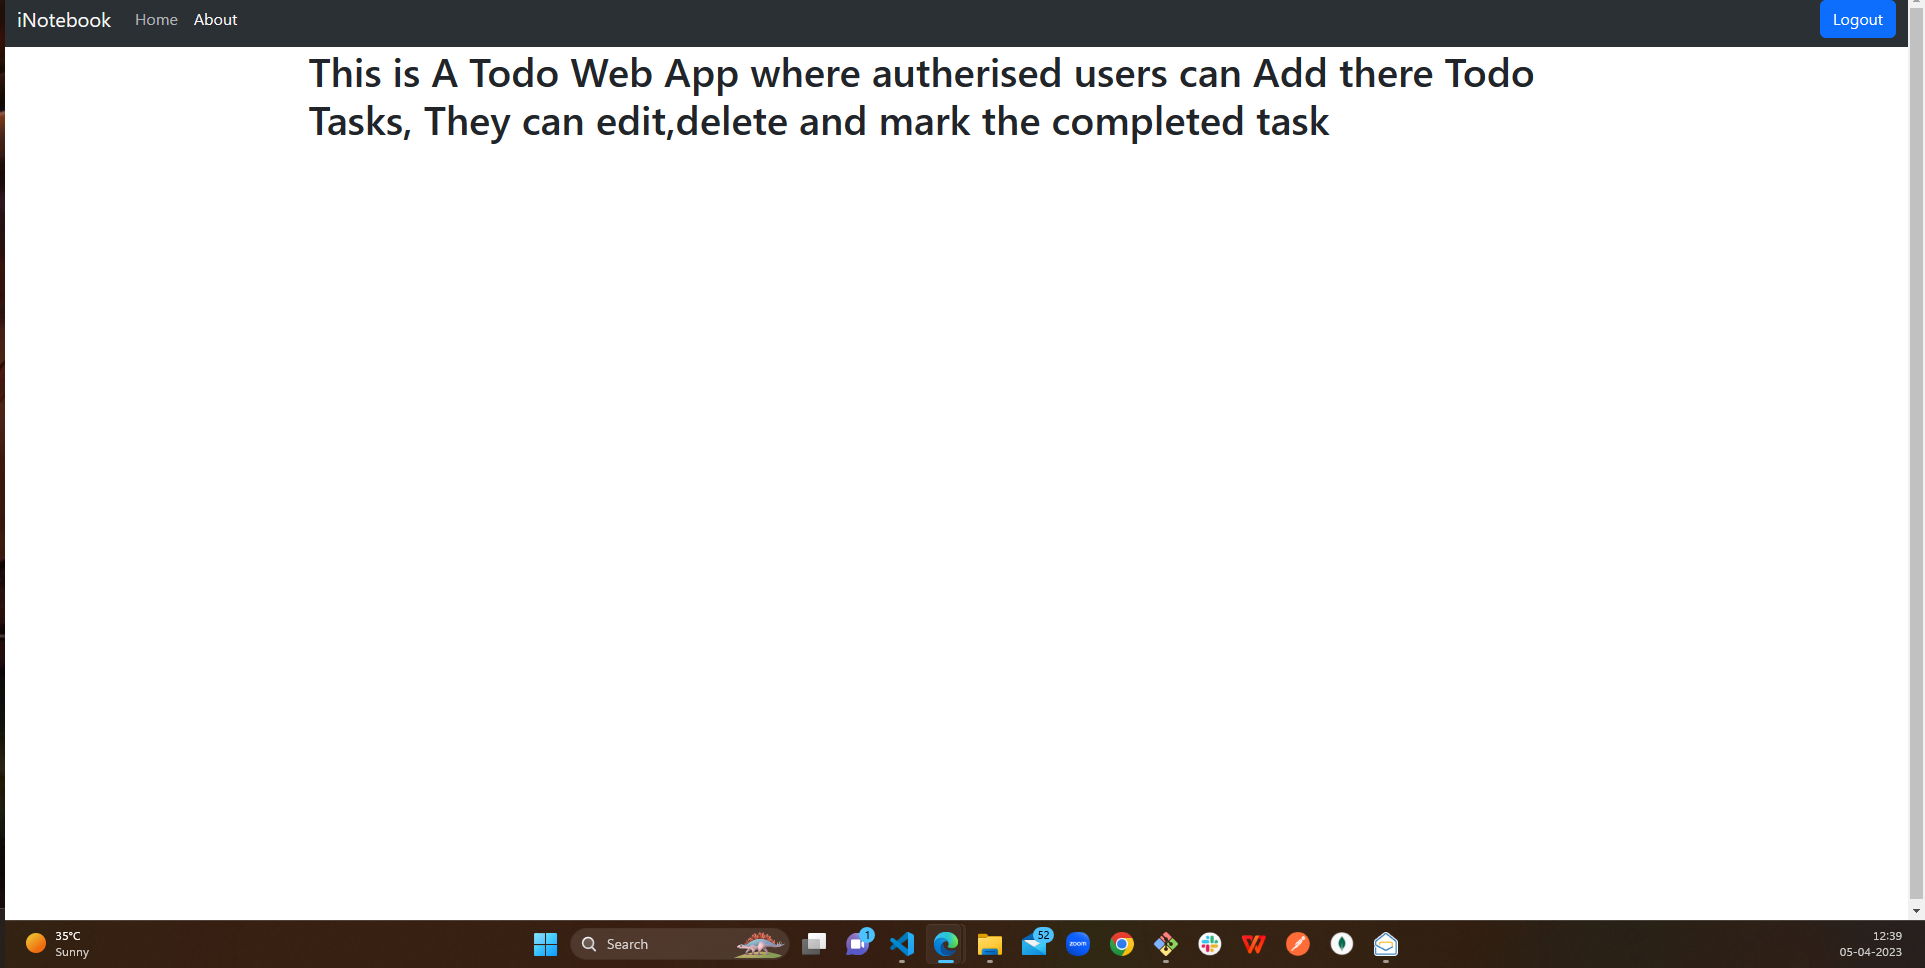 iNotebook Home About Logout
This is A Todo Web App where autherised users can Add there Todo
Tasks, They can edit,delete and mark the completed task
35°C
Sunny
Search
1
52
zoom
12:39
05-04-2023